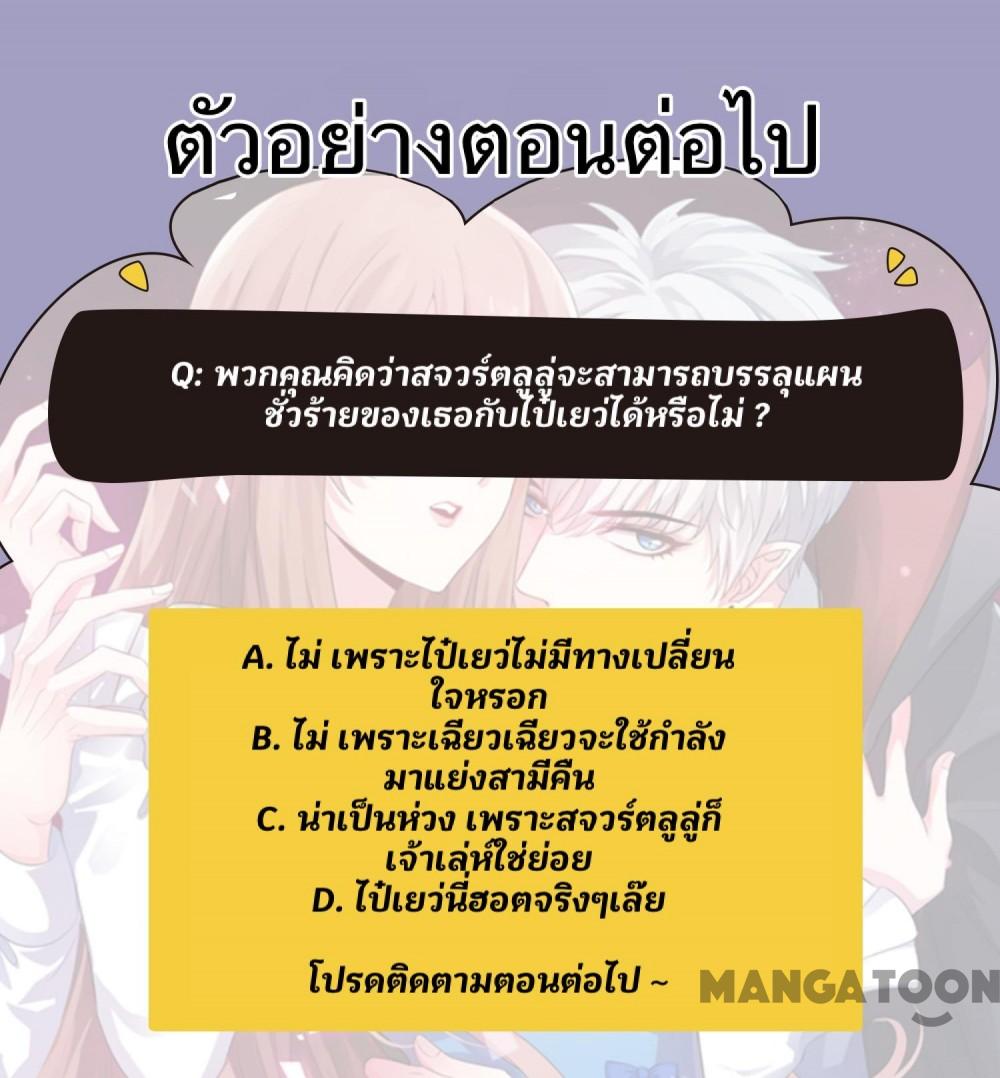 ตัวอย่างตอนต่อไป
Q: พวกคุณคิดว่าสจวร์ตลูลู่จะสามารถบรรลุแผน
ชั่วร้ายของเธอกับไป๋เยว่ได้หรือไม่ ?
A. ไม่ เพราะไป๋เยว่ไม่มีทางเปลี่ยน
ใจหรอก
B. ไม่ เพราะเฉียวเฉียวจะใช้กำลัง
มาแย่งสามีคืน
C. น่าเป็นห่วง เพราะสจวร์ตลูลู่ก็
เจ้าเล่ห์ใช่ย่อย
D. ไป๋เยว่นี่ฮอตจริงๆเล๊ย
โปรดติดตามตอนต่อไป ~
MANGATOON